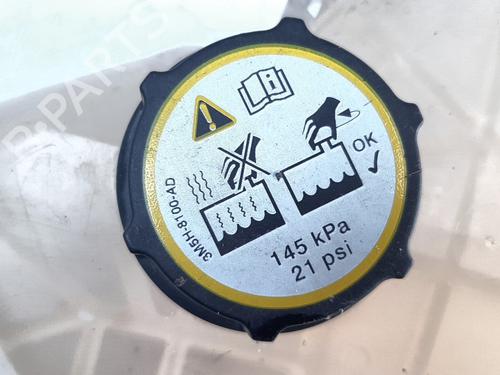 B-PARTS
OK
3M5H-8100-AD
145 kPa
21 psi